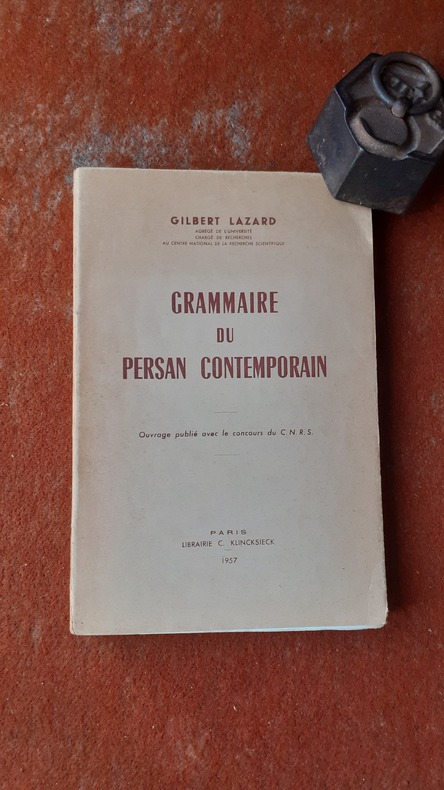 GILBERT LAZARD
AGRÉGÉ DE L'UNIVERSITÉ
CHARGÉ DE RECHERCHES
AU CENTRE NATIONAL DE LA RECHERCHE SCIENTIFIQUE
GRAMMAIRE
DU
PERSAN CONTEMPORAIN
Ouvrage publié avec le concours du C.N.R.S.
PARIS
LIBRAIRIE C. KLINCKSIECK
1957